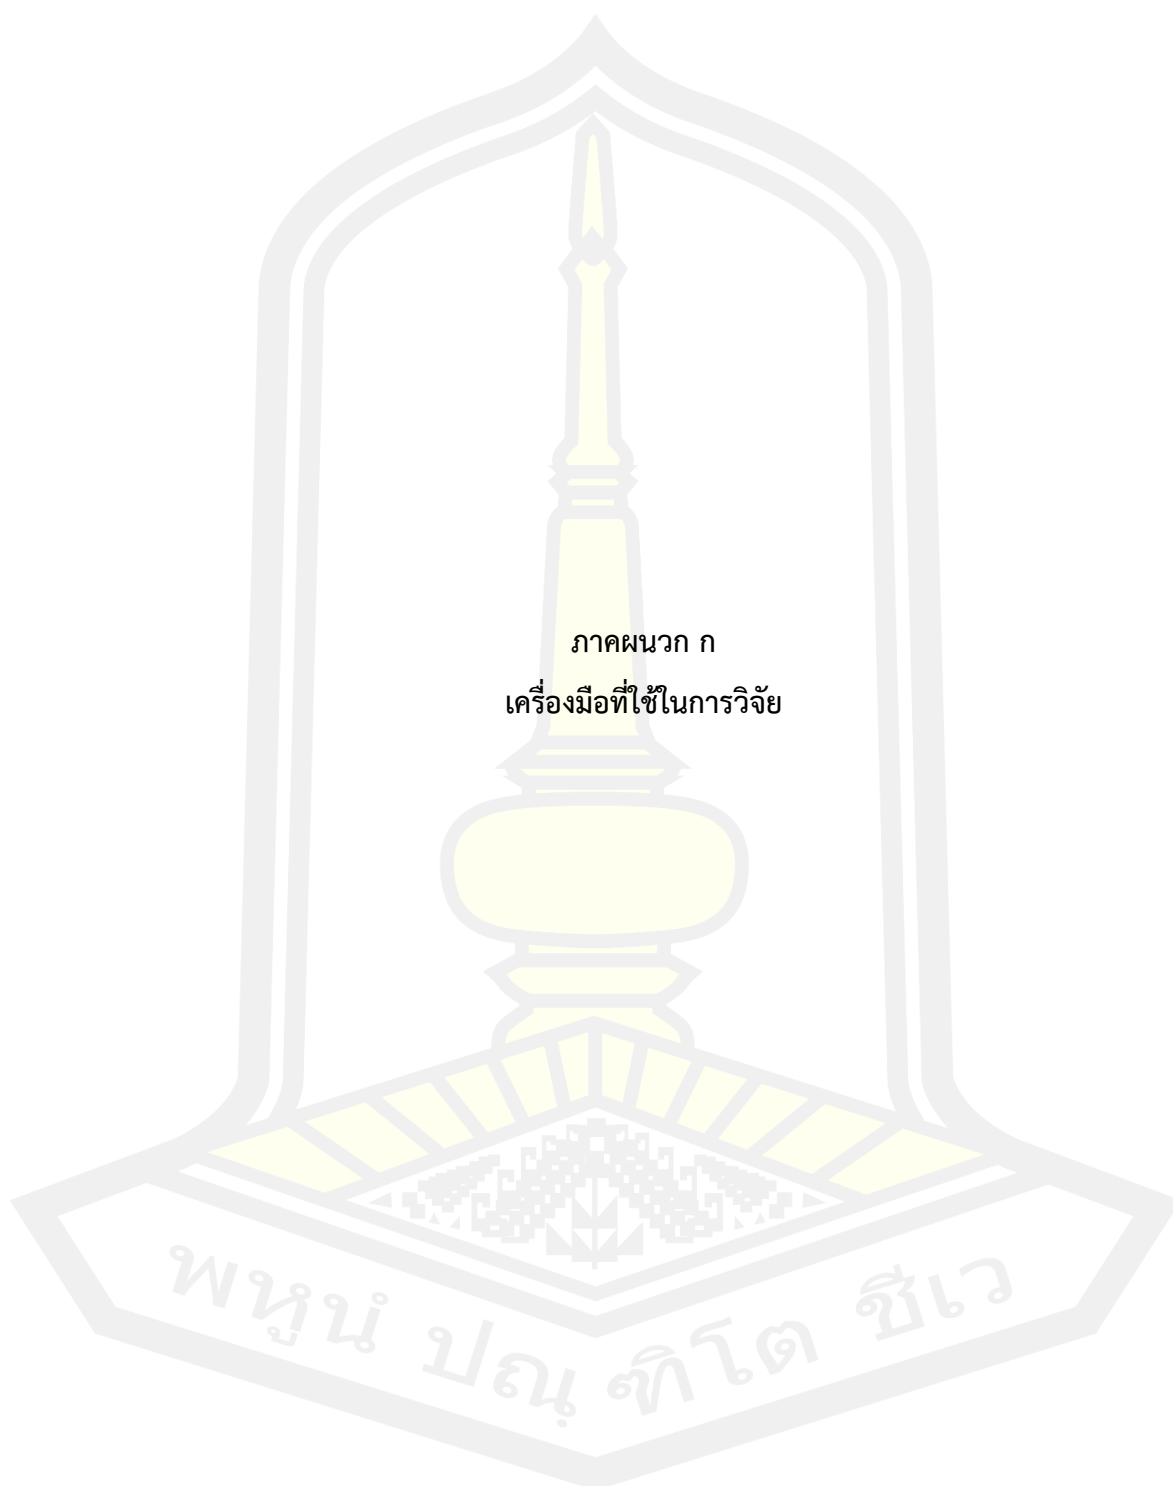 ภาคผนวก ก
เครื่องมือที่ใช้ในการวิจัย
พหูนํ ปณฺฑิโต ชีเว